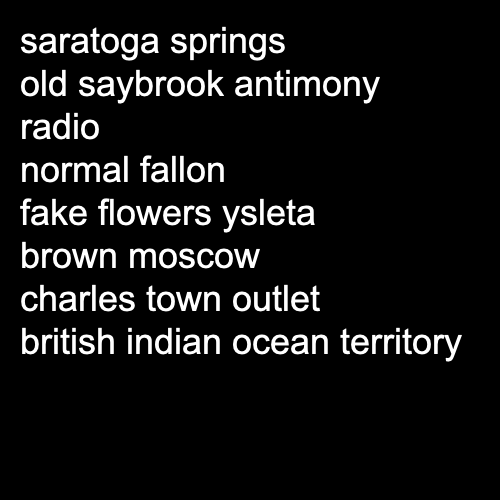 saratoga springs
old saybrook antimony
radio
normal fallon
fake flowers ysleta
brown moscow
charles town outlet
british indian ocean territory